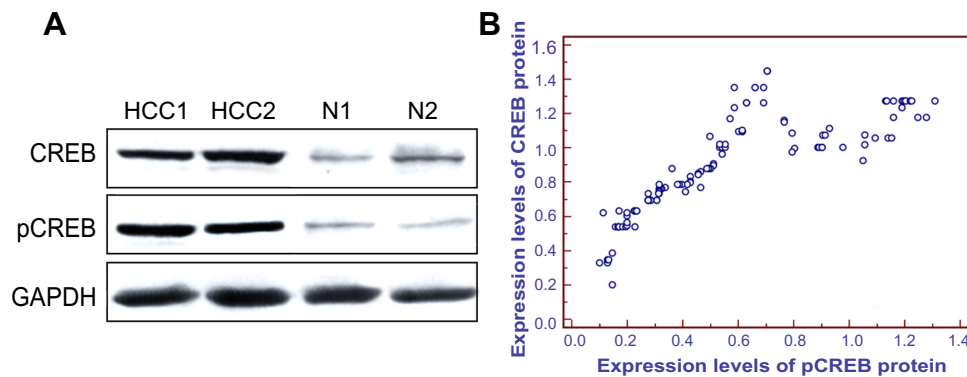 A
HCC1 HCC2 N1 N2
CREB
pCREB
GAPDH
B
Expression levels of CREB protein
1.6
1.4
1.2
1.0
0.8
0.6
0.4
0.2
0.0
0.0 0.2 0.4 0.6 0.8 1.0 1.2 1.4
Expression levels of pCREB protein